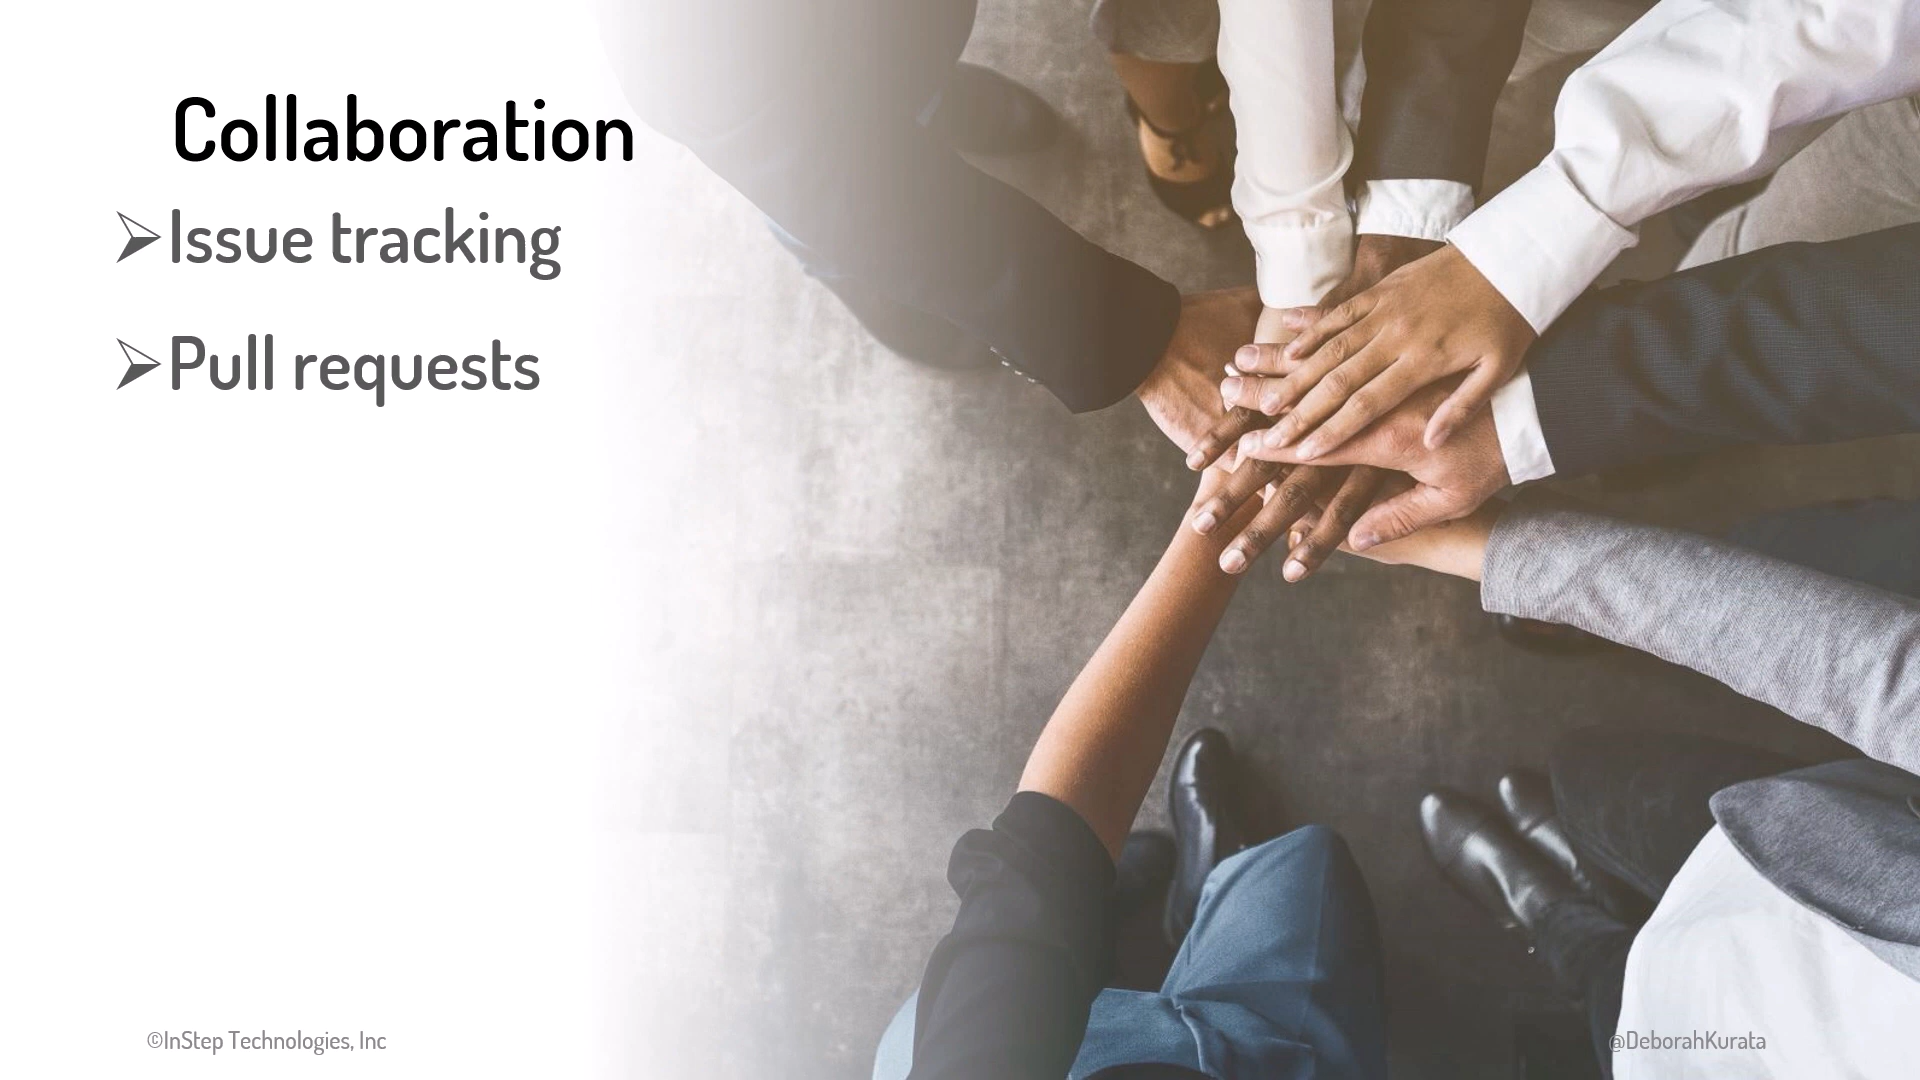 Collaboration
➢Issue tracking
➢Pull requests
©InStep Technologies, Inc
@DeborahKurata